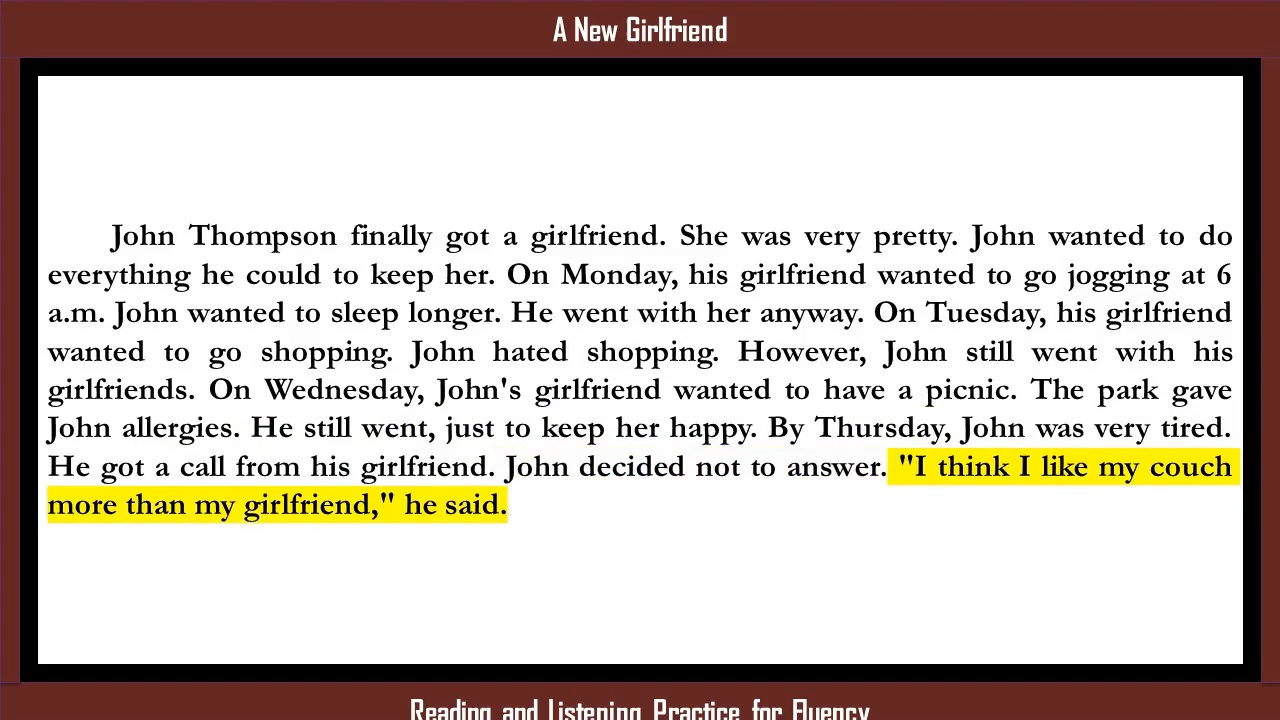 A New Girlfriend
John Thompson finally got a girlfriend. She was very pretty. John wanted to do
everything he could to keep her. On Monday, his girlfriend wanted to go jogging at 6
a.m. John wanted to sleep longer. He went with her anyway. On Tuesday, his girlfriend
wanted to go shopping. John hated shopping. However, John still went with his
girlfriends. On Wednesday, John's girlfriend wanted to have a picnic. The park gave
John allergies. He still went, just to keep her happy. By Thursday, John was very tired.
He got a call from his girlfriend. John decided not to answer. "I think I like my couch
more than my girlfriend," he said.
Reading and Listening Practice for Fluency